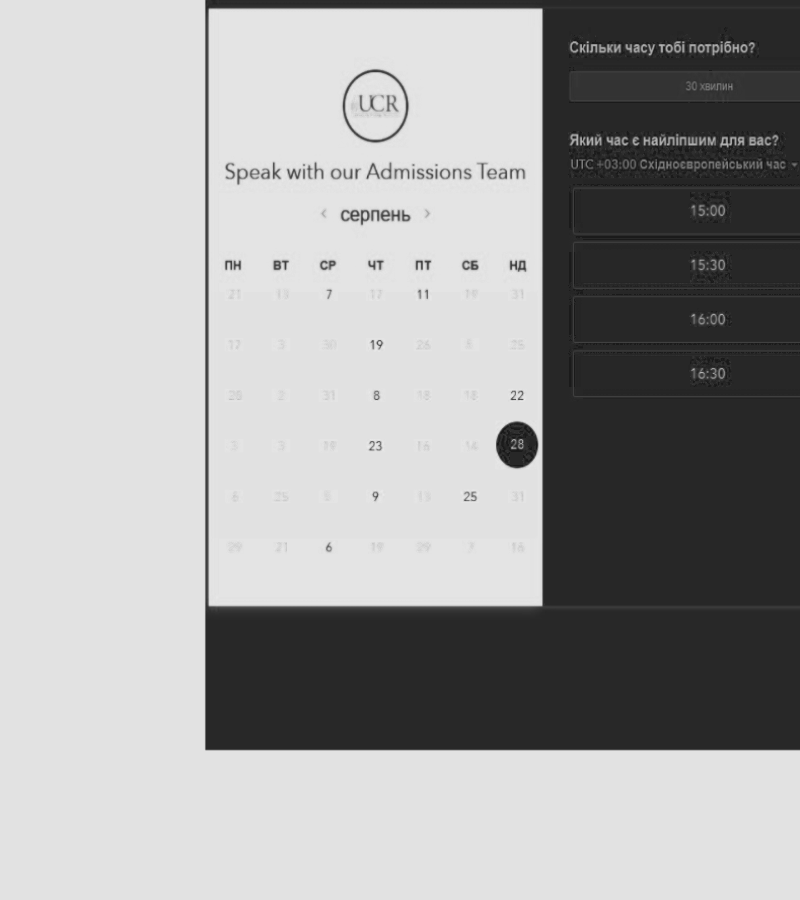 UCR
Speak with our Admissions Team
‹ серпень ›
ПН ВТ СР ЧТ ПТ СБ НД
21 13 7 17 11 19 31
17 3 30 19 26 6 25
28 2 31 8 18 18 22
3 3 19 23 16 14 28
6 25 9 13 25 31
29 21 6 19 29 7 16
Скільки часу тобі потрібно?
30 хвилин
Який час є найліпшим для вас?
UTC +03:00 Східноєвропейський час
15:00
15:30
16:00
16:30